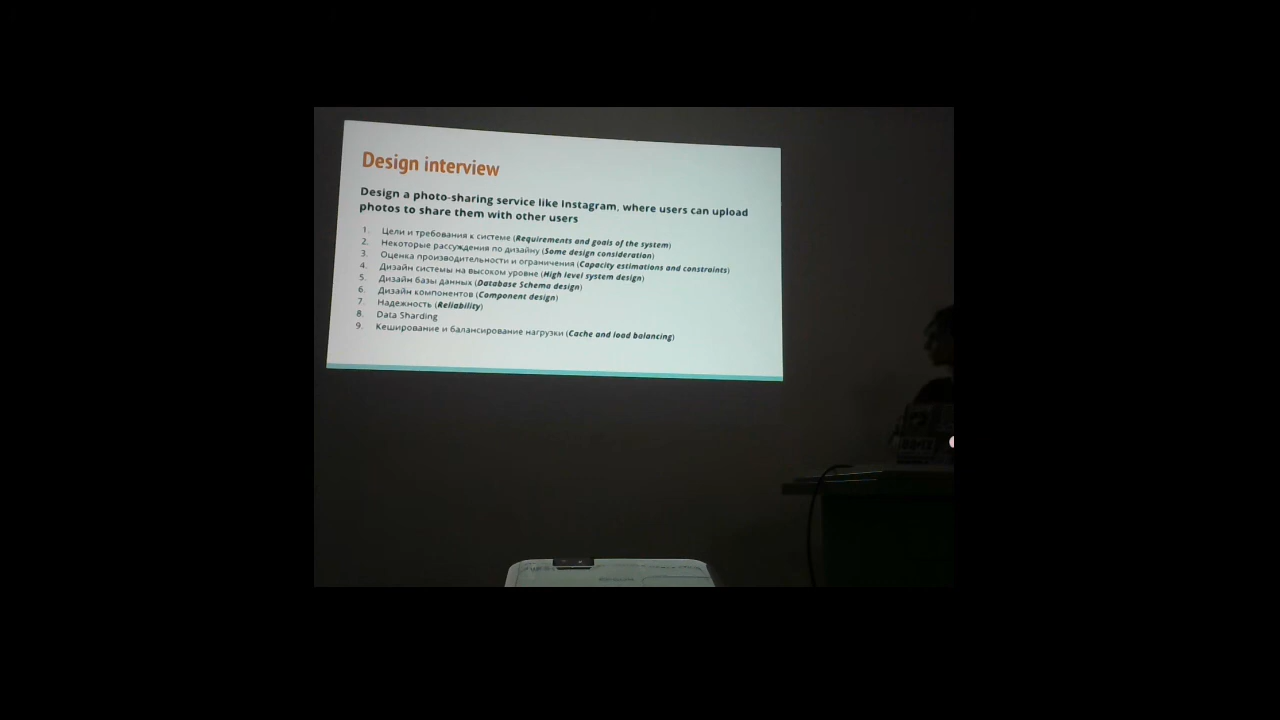 Design interview
Design a photo-sharing service like Instagram, where users can upload
photos to share them with other users
1. Цели и требования к системе (Requirements and goals of the system)
2. Некоторые рассуждения по дизайну (Some design consideration)
3. Оценка производительности и ограничения (Capacity estimations and constraints)
4. Дизайн системы на высоком уровне (High level system design)
5. Дизайн базы данных (Database Schema design)
6. Дизайн компонентов (Component design)
7. Надежность (Reliability)
8. Data Sharding
9. Кеширование и балансирование нагрузки (Cache and load balancing)